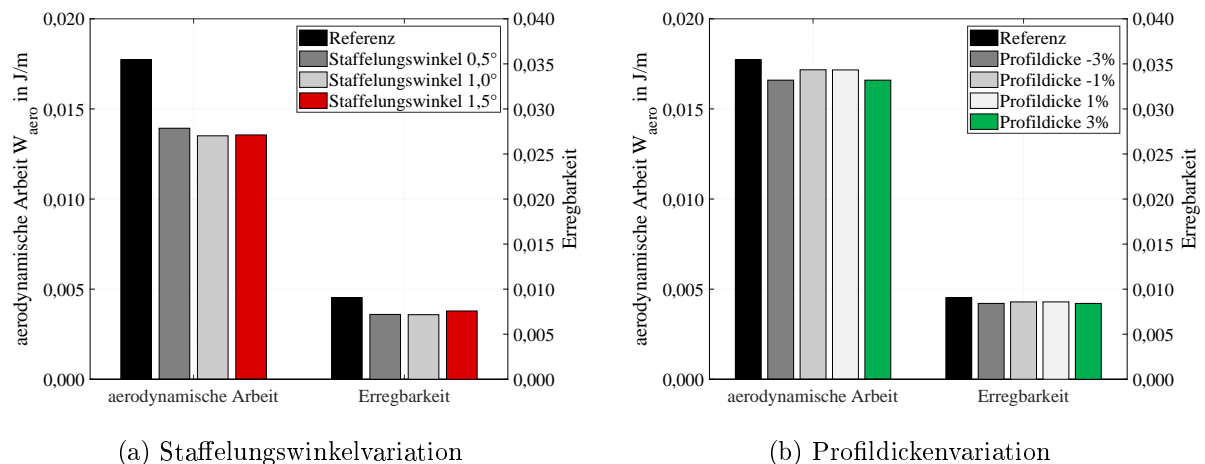 aerodynamische Arbeit W_aero in J/m
0,020
0,015
0,010
0,005
0,000
0,040
0,035
0,030
0,025
0,020
0,015
0,010
0,005
0,000
Erregbarkeit
Referenz
Staffelungswinkel 0,5°
Staffelungswinkel 1,0°
Staffelungswinkel 1,5°
aerodynamische Arbeit
Erregbarkeit
(a) Staffelungswinkelvariation
aerodynamische Arbeit W_aero in J/m
0,020
0,015
0,010
0,005
0,000
0,040
0,035
0,030
0,025
0,020
0,015
0,010
0,005
0,000
Erregbarkeit
Referenz
Profildicke -3%
Profildicke -1%
Profildicke 1%
Profildicke 3%
aerodynamische Arbeit
Erregbarkeit
(b) Profildickenvariation